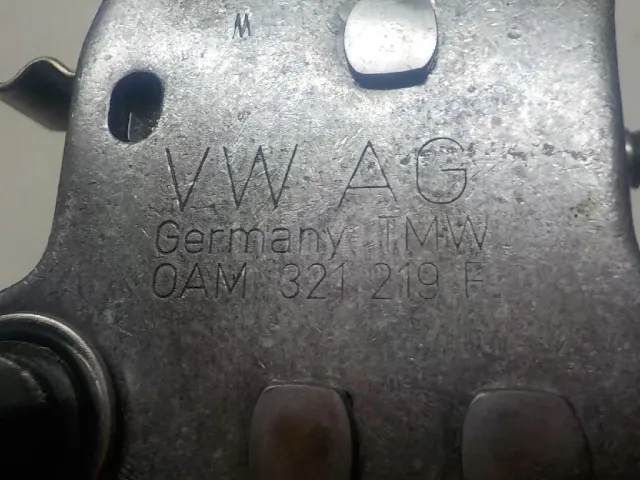 VW AG
Germany TMW
0AM 321 219 F